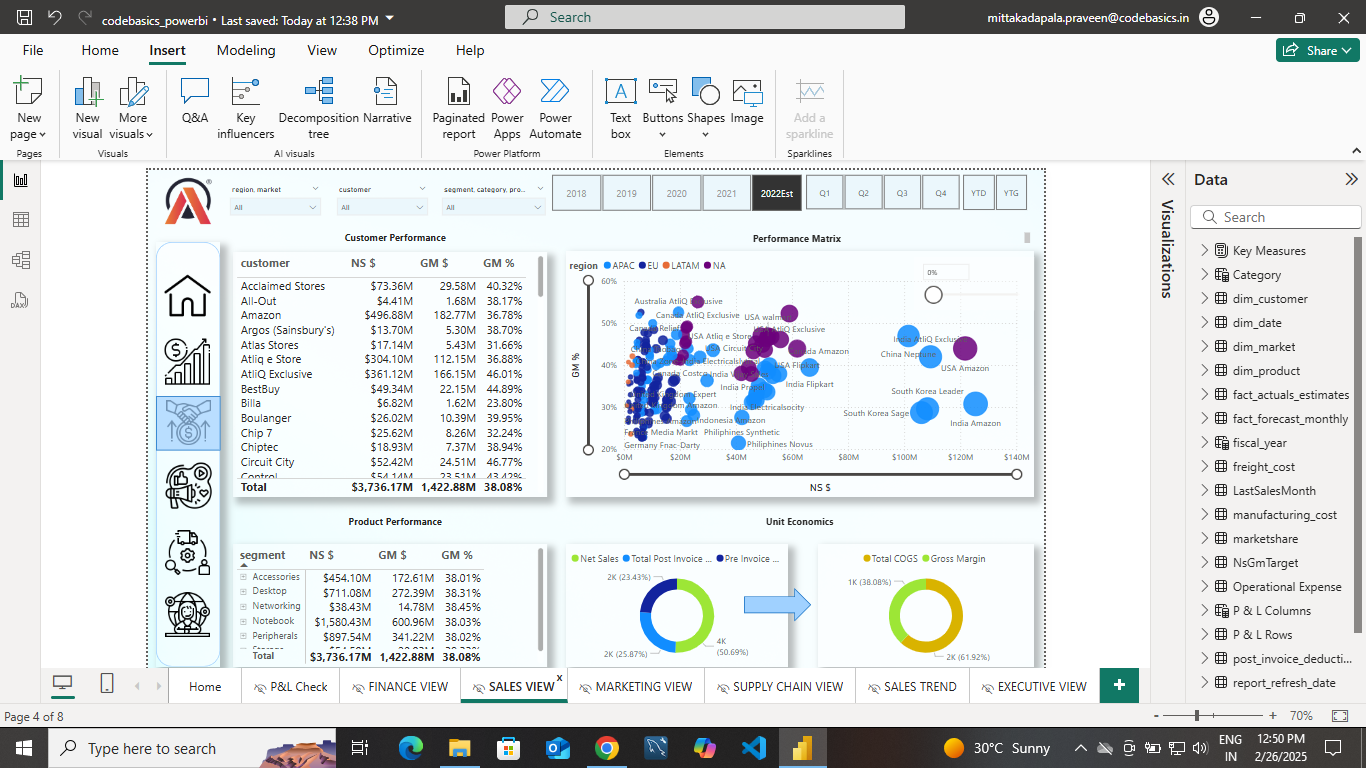 codebasics_powerbi • Last saved: Today at 12:38 PM
Search
mittakadapala.praveen@codebasics.in
File Home Insert Modeling View Optimize Help
Share
New page
New visual
More visuals
Q&A
Key influencers
Decomposition tree
Narrative
Paginated report
Power Apps
Power Automate
Text box
Buttons
Shapes
Image
Add a sparkline
Pages Visuals AI visuals Power Platform Elements Sparklines
region, market
All
customer
All
segment, category, pro...
All
2018 2019 2020 2021 2022Est Q1 Q2 Q3 Q4 YTD YTG
Customer Performance
customer NS $ GM $ GM %
Acclaimed Stores $73.36M 29.58M 40.32%
All-Out $4.41M 1.68M 38.17%
Amazon $496.88M 182.77M 36.78%
Argos (Sainsbury's) $13.70M 5.30M 38.70%
Atlas Stores $17.14M 5.43M 31.66%
Atliq e Store $304.10M 112.15M 36.88%
AtliQ Exclusive $361.12M 166.15M 46.01%
BestBuy $49.34M 22.15M 44.89%
Billa $6.82M 1.62M 23.80%
Boulanger $26.02M 10.39M 39.95%
Chip 7 $25.62M 8.26M 32.24%
Chiptec $18.93M 7.37M 38.94%
Circuit City $52.42M 24.51M 46.77%
Control $54.14M 23.51M 43.42%
Total $3,736.17M 1,422.88M 38.08%
Performance Matrix
region APAC EU LATAM NA
0%
60%
50%
40%
30%
20%
GM %
Australia AtliQ Exclusive
Canada AtliQ Exclusive
USA walmart
USA Atliq e Store
AtliQ Exclusive
USA Circuit
Amazon
India AtliQ Exclusive
China Neptune
USA Amazon
USA Flipkart
India Flipkart
India Propel
India Electricalsocity
South Korea Leader
South Korea Sage
India Amazon
Indonesia Amazon
Media Markt
Philiphines Synthetic
Germany Fnac-Darty
Philiphines Novus
$0M $20M $40M $60M $80M $100M $120M $140M
NS $
Product Performance
segment NS $ GM $ GM %
Accessories $454.10M 172.61M 38.01%
Desktop $711.08M 272.39M 38.31%
Networking $38.43M 14.78M 38.45%
Notebook $1,580.43M 600.96M 38.03%
Peripherals $897.54M 341.22M 38.02%
Total $3,736.17M 1,422.88M 38.08%
Unit Economics
Net Sales Total Post Invoice ... Pre Invoice ...
2K (23.43%)
2K (25.87%)
4K
(50.69%)
Total COGS Gross Margin
1K (38.08%)
2K (61.92%)
Visualizations
Data
Search
Key Measures
Category
dim_customer
dim_date
dim_market
dim_product
fact_actuals_estimates
fact_forecast_monthly
fiscal_year
freight_cost
LastSalesMonth
manufacturing_cost
marketshare
NsGmTarget
Operational Expense
P & L Columns
P & L Rows
post_invoice_deducti...
report_refresh_date
DAX
Home P&L Check FINANCE VIEW SALES VIEW x MARKETING VIEW SUPPLY CHAIN VIEW SALES TREND EXECUTIVE VIEW +
Page 4 of 8
- + 70%
Type here to search
30°C Sunny
ENG
IN
12:50 PM
2/26/2025